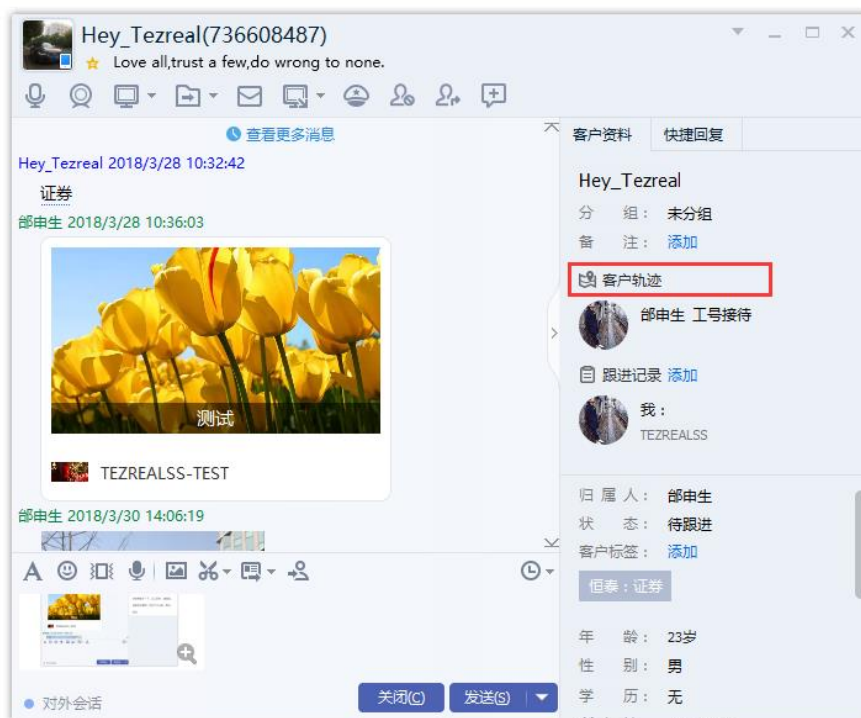 Hey_Tezreal(736608487)
Love all,trust a few,do wrong to none.
查看更多消息
Hey_Tezreal 2018/3/28 10:32:42
证券
邰申生 2018/3/28 10:36:03
测试
TEZREALSS-TEST
邰申生 2018/3/30 14:06:19
对外会话
关闭(C)
发送(S)
客户资料 快捷回复
Hey_Tezreal
分 组： 未分组
备 注： 添加
客户轨迹
邰申生 工号接待
跟进记录 添加
我：
TEZREALSS
归 属 人： 邰申生
状 态： 待跟进
客户标签： 添加
恒泰：证券
年 龄： 23岁
性 别： 男
学 历： 无